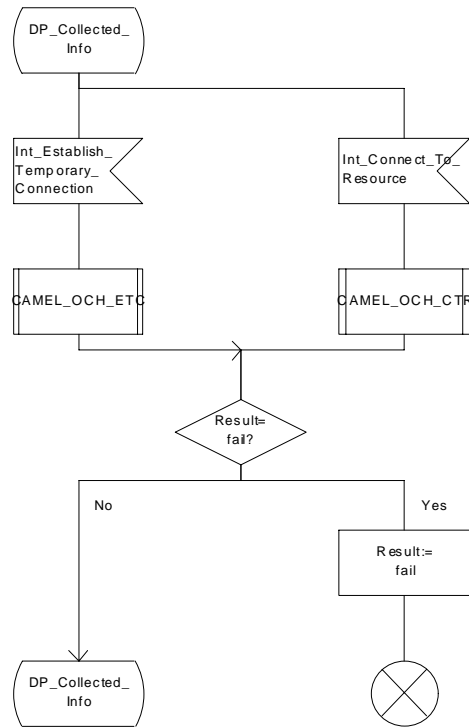 DP_Collected_
Info
Int_Establish_
Temporary_
Connection
Int_Connect_To_
Resource
CAMEL_OCH_ETC
CAMEL_OCH_CTR
Result=
fail?
No
Yes
Result:=
fail
DP_Collected_
Info